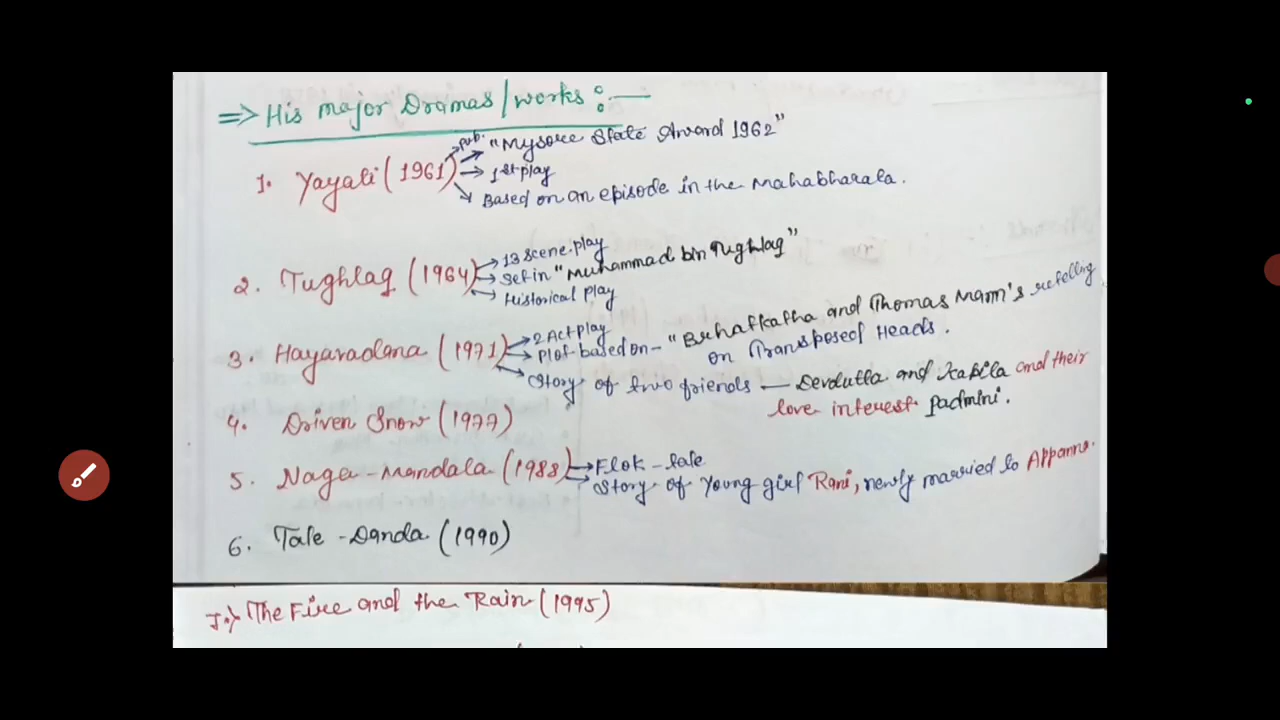 => His major Dramas/works :—
pub. "Mysore State Award 1962"
1. Yayati (1961) → 1st play
→ Based on an episode in the Mahabharata.
→ 13 scene play
2. Tughlaq (1964) → Set in "Muhammad bin Tughlaq"
→ Historical play
→ 2 Act play
3. Hayavadana (1971) → Plot based on – "Brhatkatha and Thomas Mann's retelling
on Transposed Heads.
→ Story of two friends — Devdutta and Kapila and their
love interest padmini.
4. Driven Snow (1977)
5. Naga-Mandala (1988) → Flok-tale
→ Story of young girl Rani, newly married to Appanna.
6. Tale-Danda (1990)
The Fire and the Rain (1995)